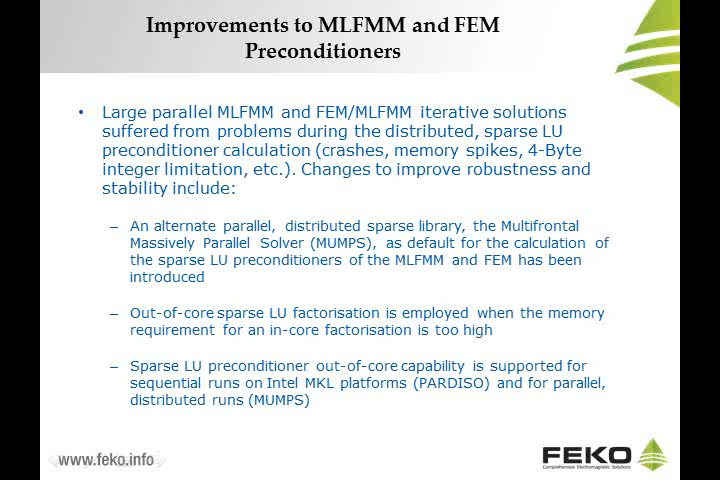 Improvements to MLFMM and FEM
Preconditioners
• Large parallel MLFMM and FEM/MLFMM iterative solutions
suffered from problems during the distributed, sparse LU
preconditioner calculation (crashes, memory spikes, 4-Byte
integer limitation, etc.). Changes to improve robustness and
stability include:
– An alternate parallel, distributed sparse library, the Multifrontal
Massively Parallel Solver (MUMPS), as default for the calculation of
the sparse LU preconditioners of the MLFMM and FEM has been
introduced
– Out-of-core sparse LU factorisation is employed when the memory
requirement for an in-core factorisation is too high
– Sparse LU preconditioner out-of-core capability is supported for
sequential runs on Intel MKL platforms (PARDISO) and for parallel,
distributed runs (MUMPS)
www.feko.info
FEKO
Comprehensive Electromagnetic Solutions